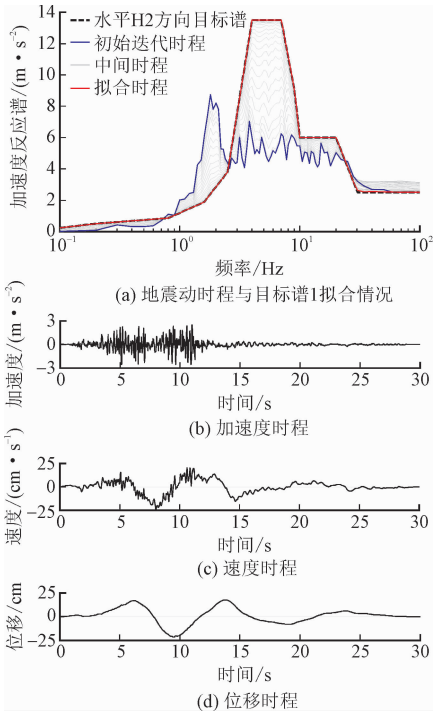 14
12
10
8
6
4
2
0
加速度反应谱/(m·s⁻²)
水平H2方向目标谱
初始迭代时程
中间时程
拟合时程
10⁻¹ 10⁰ 10¹ 10²
频率/Hz
(a) 地震动时程与目标谱1拟合情况
加速度/(m·s⁻²)
3
0
−3
0 5 10 15 20 25 30
时间/s
(b) 加速度时程
速度/(cm·s⁻¹)
25
0
−25
0 5 10 15 20 25 30
时间/s
(c) 速度时程
位移/cm
25
0
−25
0 5 10 15 20 25 30
时间/s
(d) 位移时程